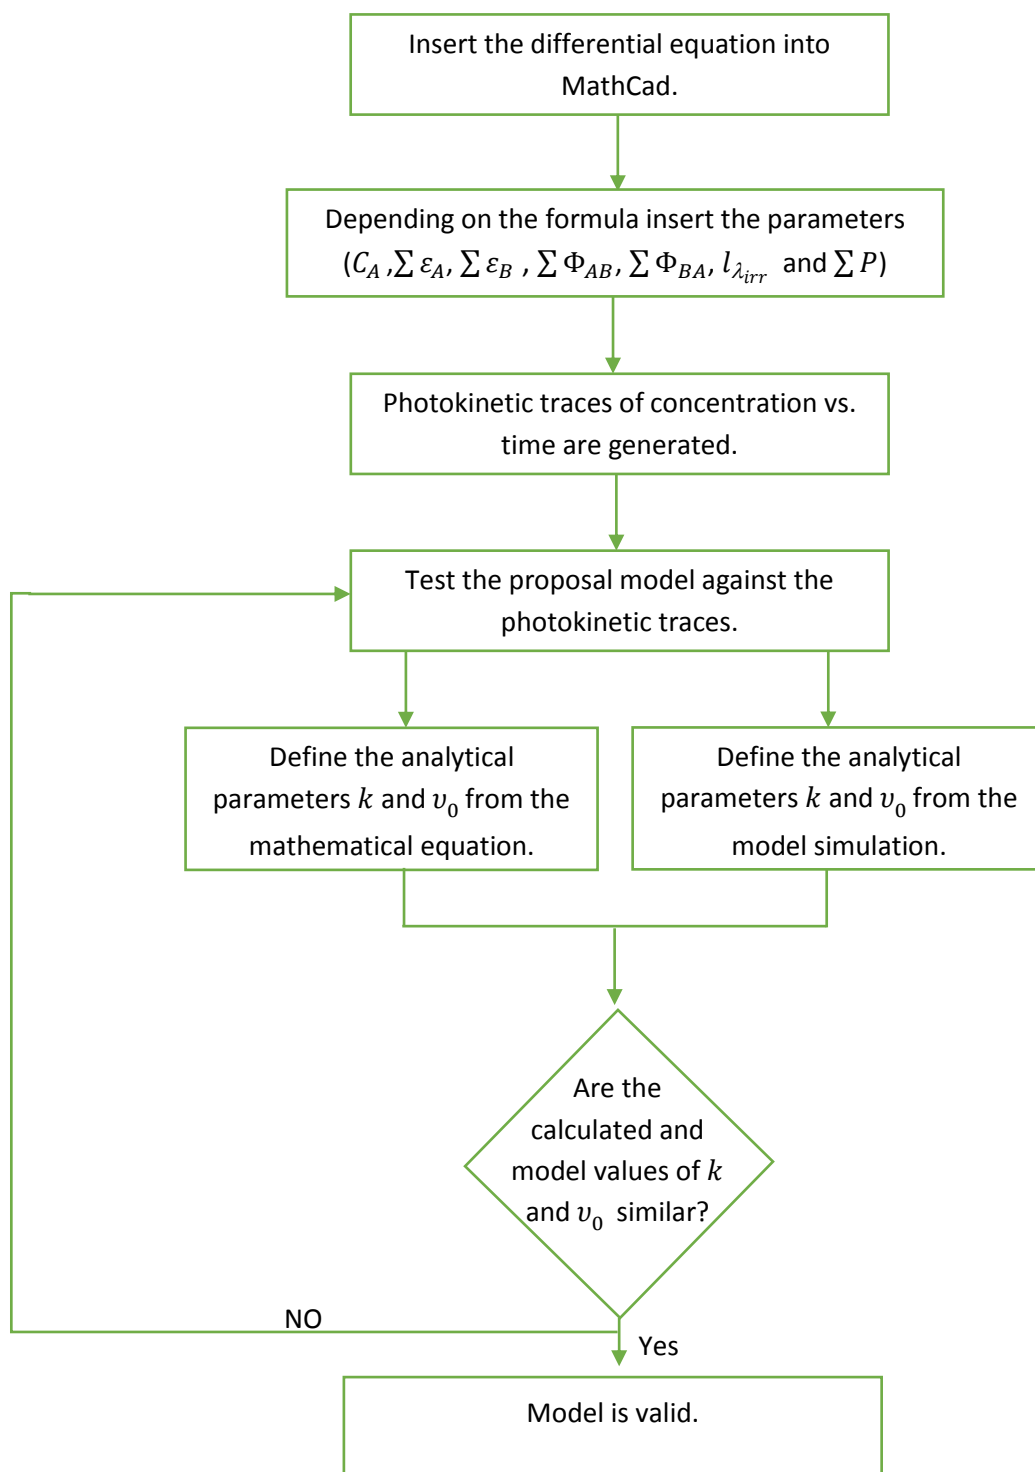 Insert the differential equation into
MathCad.
Depending on the formula insert the parameters
(C_A ,∑ ε_A, ∑ ε_B , ∑ Φ_AB, ∑ Φ_BA, l_λirr and ∑ P)
Photokinetic traces of concentration vs.
time are generated.
Test the proposal model against the
photokinetic traces.
Define the analytical
parameters k and υ_0 from the
mathematical equation.
Define the analytical
parameters k and υ_0 from the
model simulation.
Are the
calculated and
model values of k
and υ_0 similar?
NO
Yes
Model is valid.